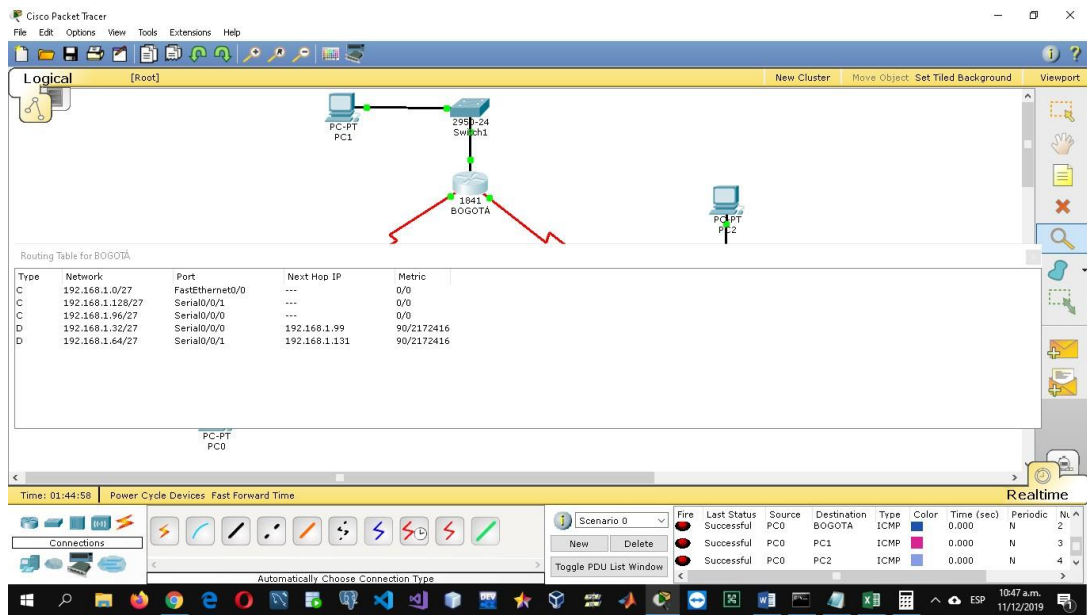 Cisco Packet Tracer
File Edit Options View Tools Extensions Help
Logical [Root] New Cluster Move Object Set Tiled Background Viewport
PC-PT
PC1
2950-24
Switch1
1841
BOGOTÁ
PC-PT
PC2
Routing Table for BOGOTÁ
Type Network Port Next Hop IP Metric
C 192.168.1.0/27 FastEthernet0/0 --- 0/0
C 192.168.1.128/27 Serial0/0/1 --- 0/0
C 192.168.1.96/27 Serial0/0/0 --- 0/0
D 192.168.1.32/27 Serial0/0/0 192.168.1.99 90/2172416
D 192.168.1.64/27 Serial0/0/1 192.168.1.131 90/2172416
PC-PT
PC0
Time: 01:44:58 Power Cycle Devices Fast Forward Time Realtime
Connections
Automatically Choose Connection Type
Scenario 0
New Delete
Toggle PDU List Window
Fire Last Status Source Destination Type Color Time (sec) Periodic
Successful PC0 BOGOTA ICMP 0.000 N 2
Successful PC0 PC1 ICMP 0.000 N 3
Successful PC0 PC2 ICMP 0.000 N 4
ESP
10:47 a.m.
11/12/2019